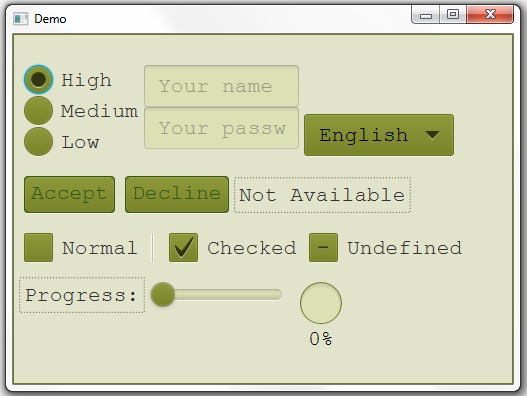 Demo
High
Your name
Medium
Your passw
Low
English
Accept
Decline
Not Available
Normal
Checked
Undefined
Progress:
0%